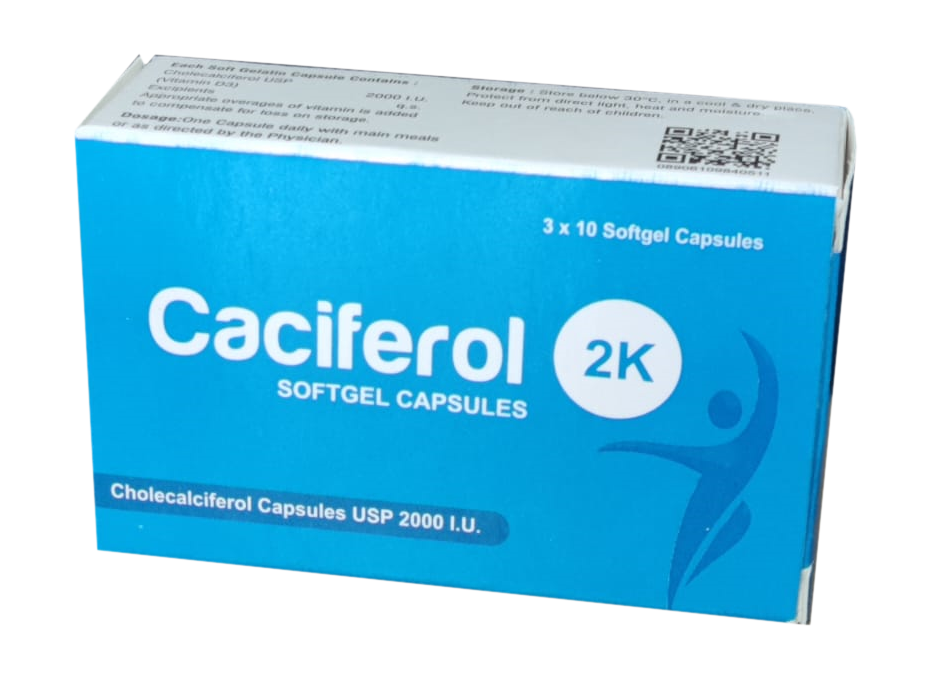 Each Soft Gelatin Capsule Contains :
Cholecalciferol USP
(Vitamin D3) 2000 I.U.
Excipients q.s.
Appropriate overages of vitamin is added
to compensate for loss on storage.
Dosage:One Capsule daily with main meals
or as directed by the Physician.
Storage : Store below 30°C, in a cool & dry place.
Protect from direct light, heat and moisture.
Keep out of reach of children.
3 x 10 Softgel Capsules
Caciferol 2K
SOFTGEL CAPSULES
Cholecalciferol Capsules USP 2000 I.U.